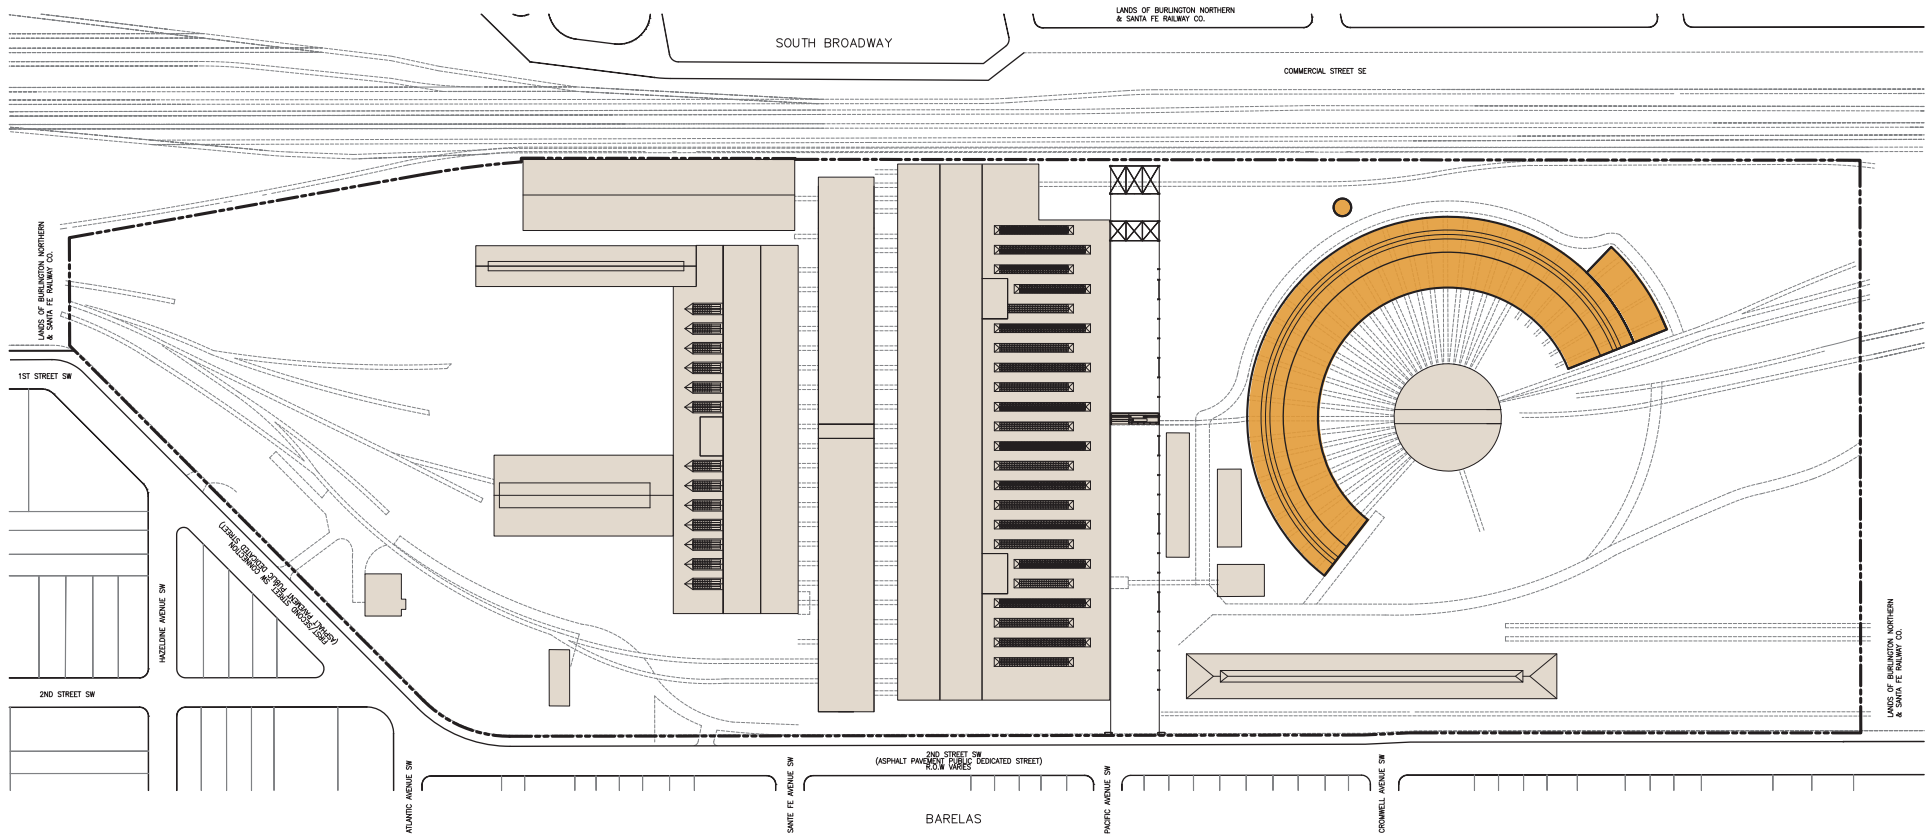 LANDS OF BURLINGTON NORTHERN
& SANTA FE RAILWAY CO.
SOUTH BROADWAY
COMMERCIAL STREET SE
LANDS OF BURLINGTON NORTHERN
& SANTA FE RAILWAY CO.
1ST STREET SW
FIRST/SECOND STREET SW CONNECTION
(ASPHALT PAVEMENT PUBLIC DEDICATED STREET)
HAZELDINE AVENUE SW
2ND STREET SW
LANDS OF BURLINGTON NORTHERN
& SANTA FE RAILWAY CO.
2ND STREET SW
(ASPHALT PAVEMENT PUBLIC DEDICATED STREET)
R.O.W VARIES
ATLANTIC AVENUE SW
SANTE FE AVENUE SW
PACIFIC AVENUE SW
CROMWELL AVENUE SW
BARELAS